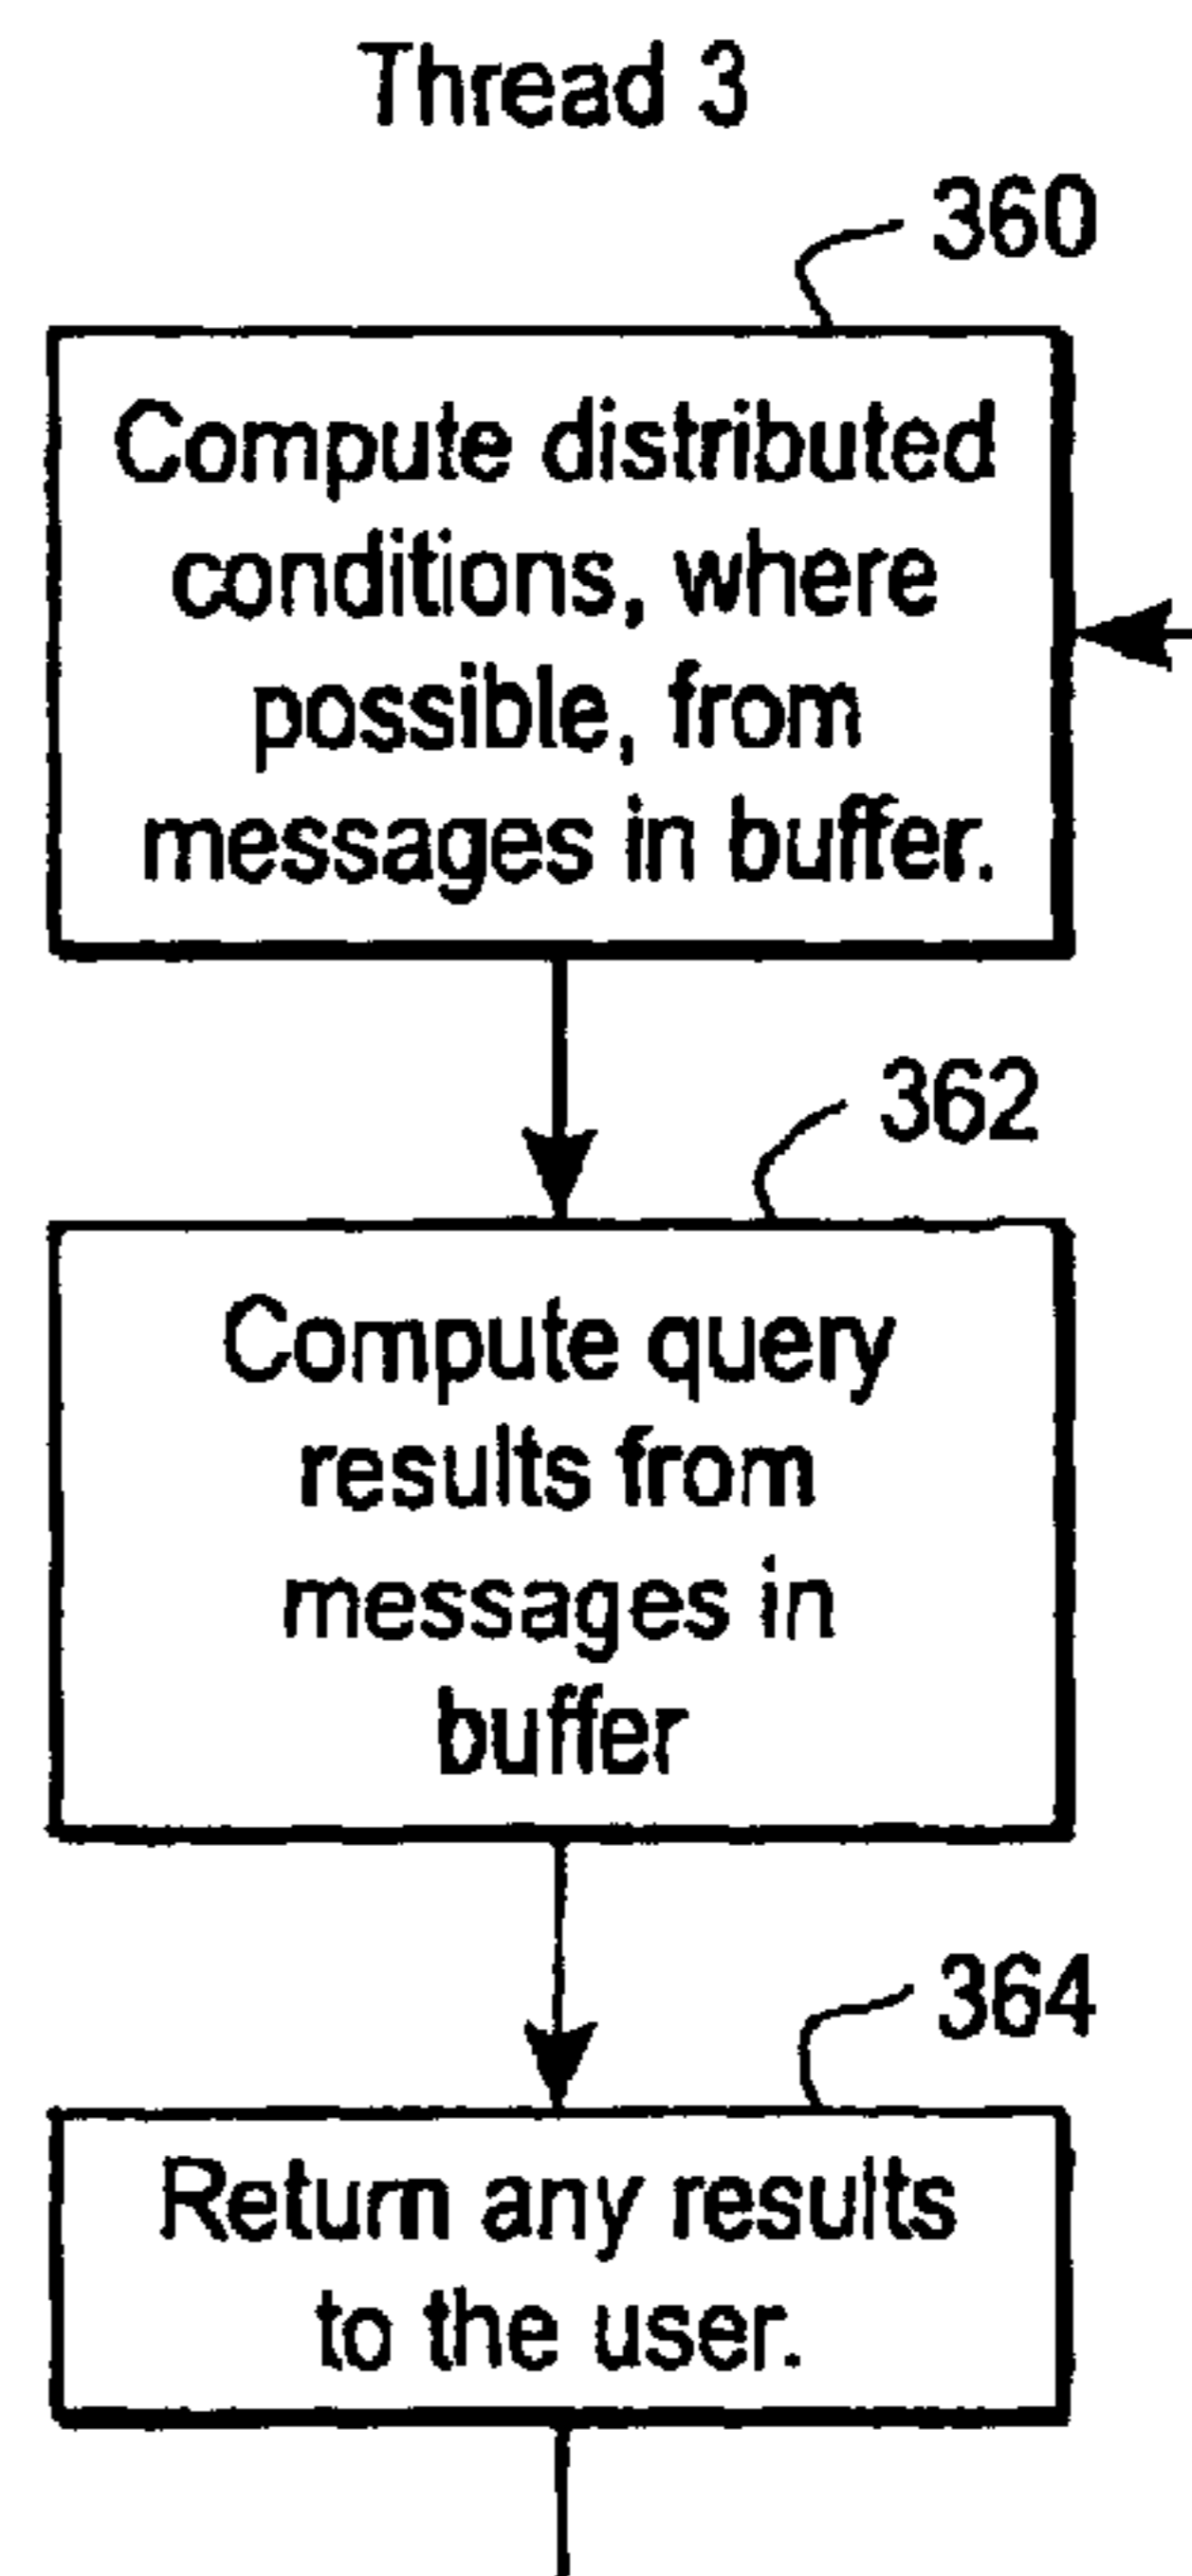 Thread 3
360
Compute distributed
conditions, where
possible, from
messages in buffer.
362
Compute query
results from
messages in
buffer
364
Return any results
to the user.